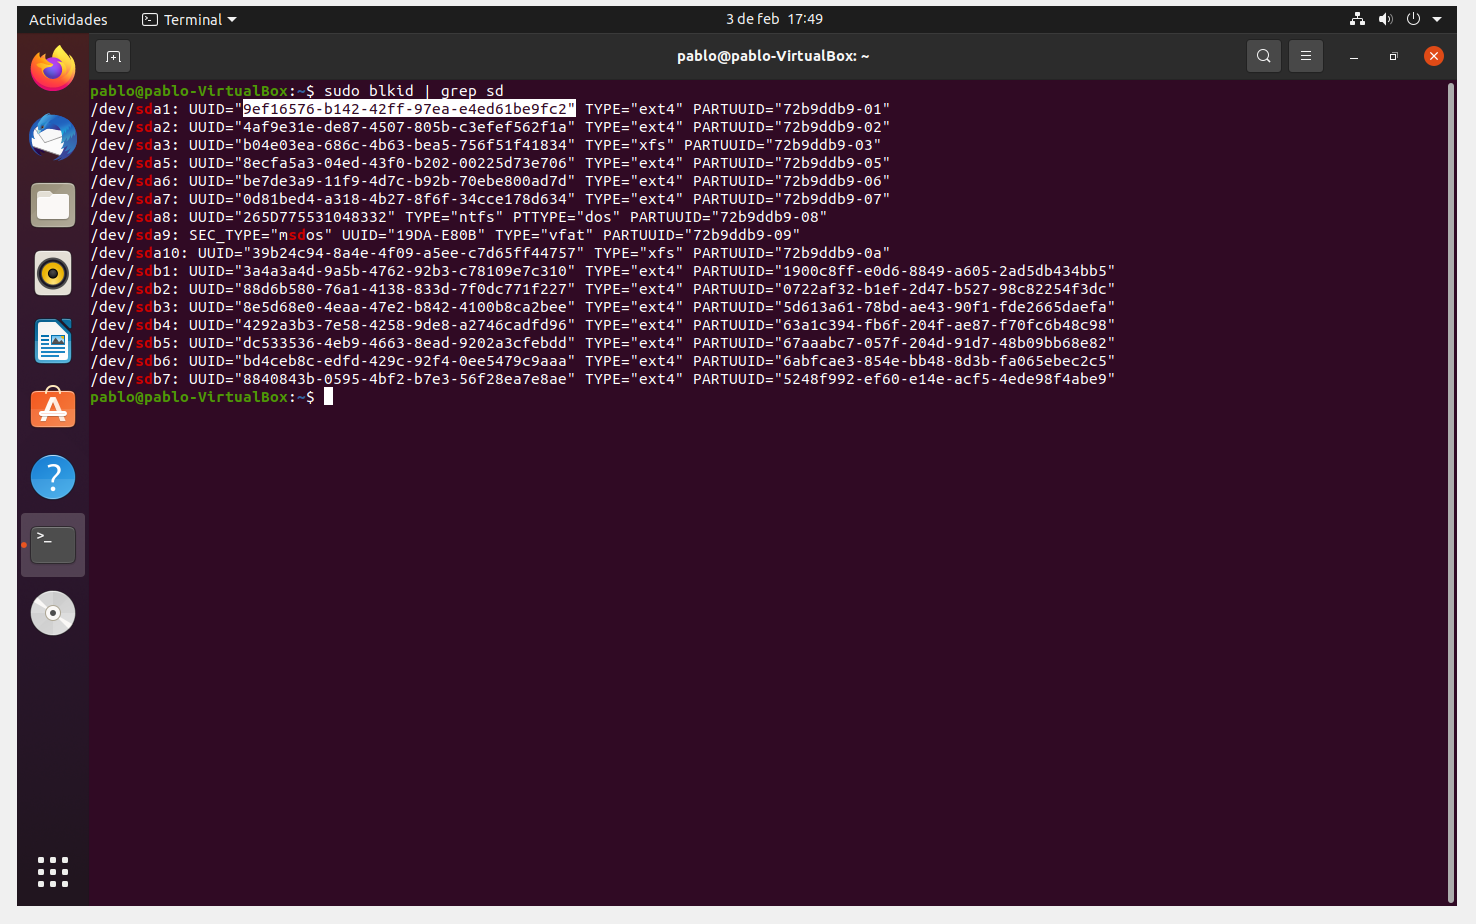 Actividades
Terminal
3 de feb 17:49
pablo@pablo-VirtualBox: ~
pablo@pablo-VirtualBox:~$ sudo blkid | grep sd
/dev/sda1: UUID="9ef16576-b142-42ff-97ea-e4ed61be9fc2" TYPE="ext4" PARTUUID="72b9ddb9-01"
/dev/sda2: UUID="4af9e31e-de87-4507-805b-c3efef562f1a" TYPE="ext4" PARTUUID="72b9ddb9-02"
/dev/sda3: UUID="b04e03ea-686c-4b63-bea5-756f51f41834" TYPE="xfs" PARTUUID="72b9ddb9-03"
/dev/sda5: UUID="8ecfa5a3-04ed-43f0-b202-00225d73e706" TYPE="ext4" PARTUUID="72b9ddb9-05"
/dev/sda6: UUID="be7de3a9-11f9-4d7c-b92b-70ebe800ad7d" TYPE="ext4" PARTUUID="72b9ddb9-06"
/dev/sda7: UUID="0d81bed4-a318-4b27-8f6f-34cce178d634" TYPE="ext4" PARTUUID="72b9ddb9-07"
/dev/sda8: UUID="265D775531048332" TYPE="ntfs" PTTYPE="dos" PARTUUID="72b9ddb9-08"
/dev/sda9: SEC_TYPE="msdos" UUID="19DA-E80B" TYPE="vfat" PARTUUID="72b9ddb9-09"
/dev/sda10: UUID="39b24c94-8a4e-4f09-a5ee-c7d65ff44757" TYPE="xfs" PARTUUID="72b9ddb9-0a"
/dev/sdb1: UUID="3a4a3a4d-9a5b-4762-92b3-c78109e7c310" TYPE="ext4" PARTUUID="1900c8ff-e0d6-8849-a605-2ad5db434bb5"
/dev/sdb2: UUID="88d6b580-76a1-4138-833d-7f0dc771f227" TYPE="ext4" PARTUUID="0722af32-b1ef-2d47-b527-98c82254f3dc"
/dev/sdb3: UUID="8e5d68e0-4eaa-47e2-b842-4100b8ca2bee" TYPE="ext4" PARTUUID="5d613a61-78bd-ae43-90f1-fde2665daefa"
/dev/sdb4: UUID="4292a3b3-7e58-4258-9de8-a2746cadfd96" TYPE="ext4" PARTUUID="63a1c394-fb6f-204f-ae87-f70fc6b48c98"
/dev/sdb5: UUID="dc533536-4eb9-4663-8ead-9202a3cfebdd" TYPE="ext4" PARTUUID="67aaabc7-057f-204d-91d7-48b09bb68e82"
/dev/sdb6: UUID="bd4ceb8c-edfd-429c-92f4-0ee5479c9aaa" TYPE="ext4" PARTUUID="6abfcae3-854e-bb48-8d3b-fa065ebec2c5"
/dev/sdb7: UUID="8840843b-0595-4bf2-b7e3-56f28ea7e8ae" TYPE="ext4" PARTUUID="5248f992-ef60-e14e-acf5-4ede98f4abe9"
pablo@pablo-VirtualBox:~$